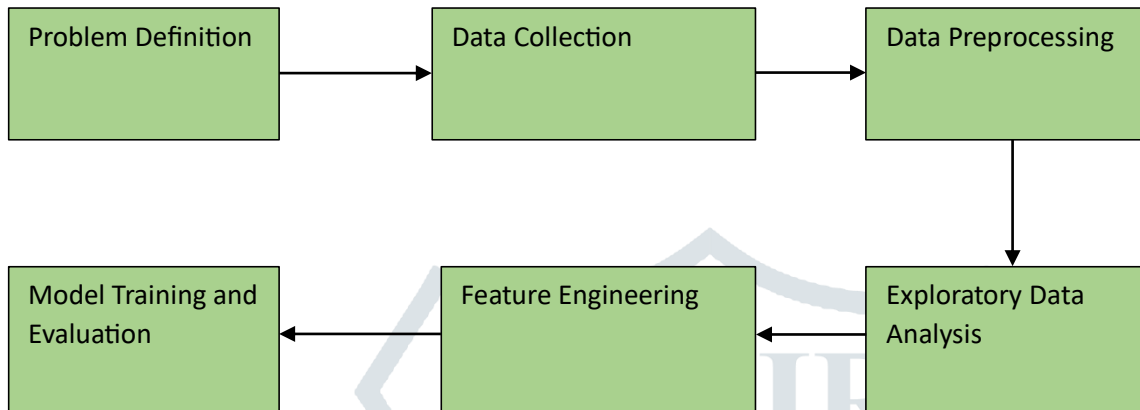 Problem Definition
Data Collection
Data Preprocessing
Model Training and
Evaluation
Feature Engineering
Exploratory Data
Analysis